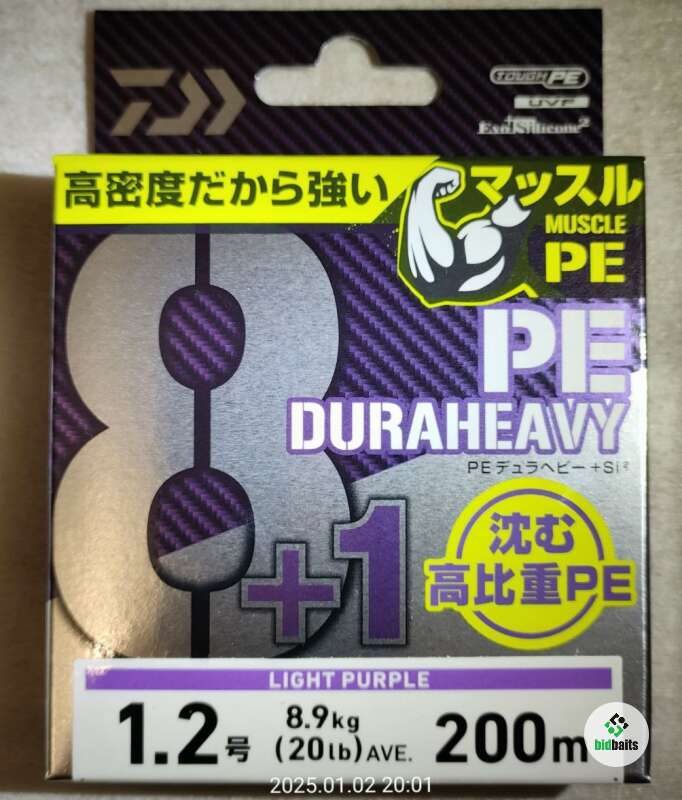 TOUGH PE
UVF
Evo Silicone2
高密度だから強い
マッスル
MUSCLE
PE
8
PE
DURAHEAVY
PEデュラヘビー+Si2
+1
沈む
高比重PE
LIGHT PURPLE
1.2号
8.9kg
(20lb)AVE.
200m
bidbaits
2025.01.02 20:01